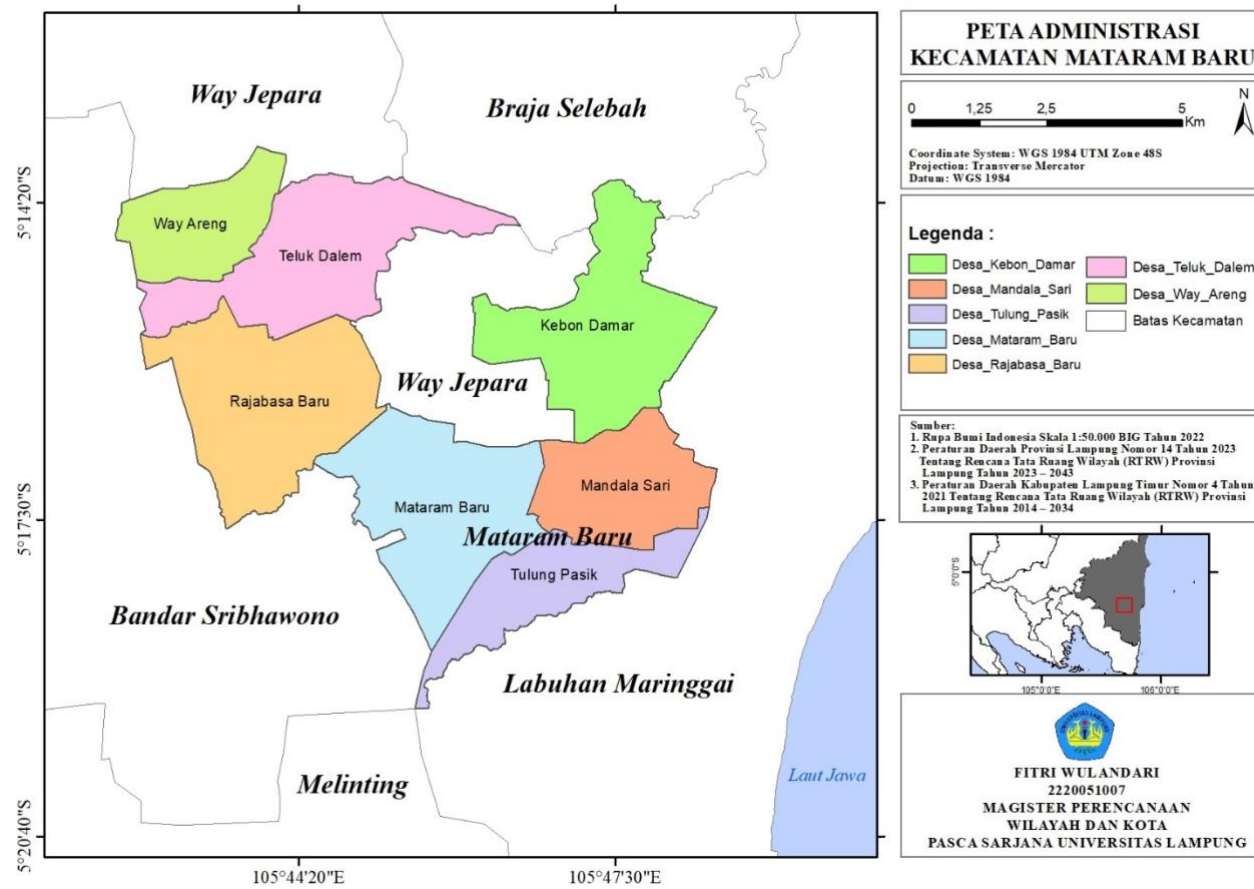 PETA ADMINISTRASI
KECAMATAN MATARAM BARU
N
0 1,25 2,5 5
Km
Coordinate System: WGS 1984 UTM Zone 48S
Projection: Transverse Mercator
Datum: WGS 1984
Legenda :
Desa_Kebon_Damar
Desa_Mandala_Sari
Desa_Tulung_Pasik
Desa_Mataram_Baru
Desa_Rajabasa_Baru
Desa_Teluk_Dalem
Desa_Way_Areng
Batas Kecamatan
Sumber:
1. Rupa Bumi Indonesia Skala 1:50.000 BIG Tahun 2022
2. Peraturan Daerah Provinsi Lampung Nomor 14 Tahun 2023
Tentang Rencana Tata Ruang Wilayah (RTRW) Provinsi
Lampung Tahun 2023 – 2043
3. Peraturan Daerah Kabupaten Lampung Timur Nomor 4 Tahun
2021 Tentang Rencana Tata Ruang Wilayah (RTRW) Provinsi
Lampung Tahun 2014 – 2034
5°0'0"S
105°0'0"E 106°0'0"E
FITRI WULANDARI
2220051007
MAGISTER PERENCANAAN
WILAYAH DAN KOTA
PASCA SARJANA UNIVERSITAS LAMPUNG
Way Jepara
Braja Selebah
5°14'20"S
Way Areng
Teluk Dalem
Kebon Damar
Way Jepara
Rajabasa Baru
Mandala Sari
Mataram Baru
5°17'30"S
Mataram Baru
Tulung Pasik
Bandar Sribhawono
Labuhan Maringgai
Melinting
Laut Jawa
5°20'40"S
105°44'20"E 105°47'30"E